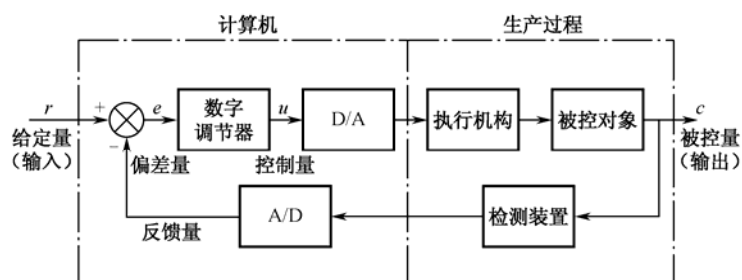 计算机
生产过程
r
+
e
数字
调节器
u
D/A
执行机构
被控对象
c
给定量
(输入)
−
偏差量
控制量
被控量
(输出)
反馈量
A/D
检测装置